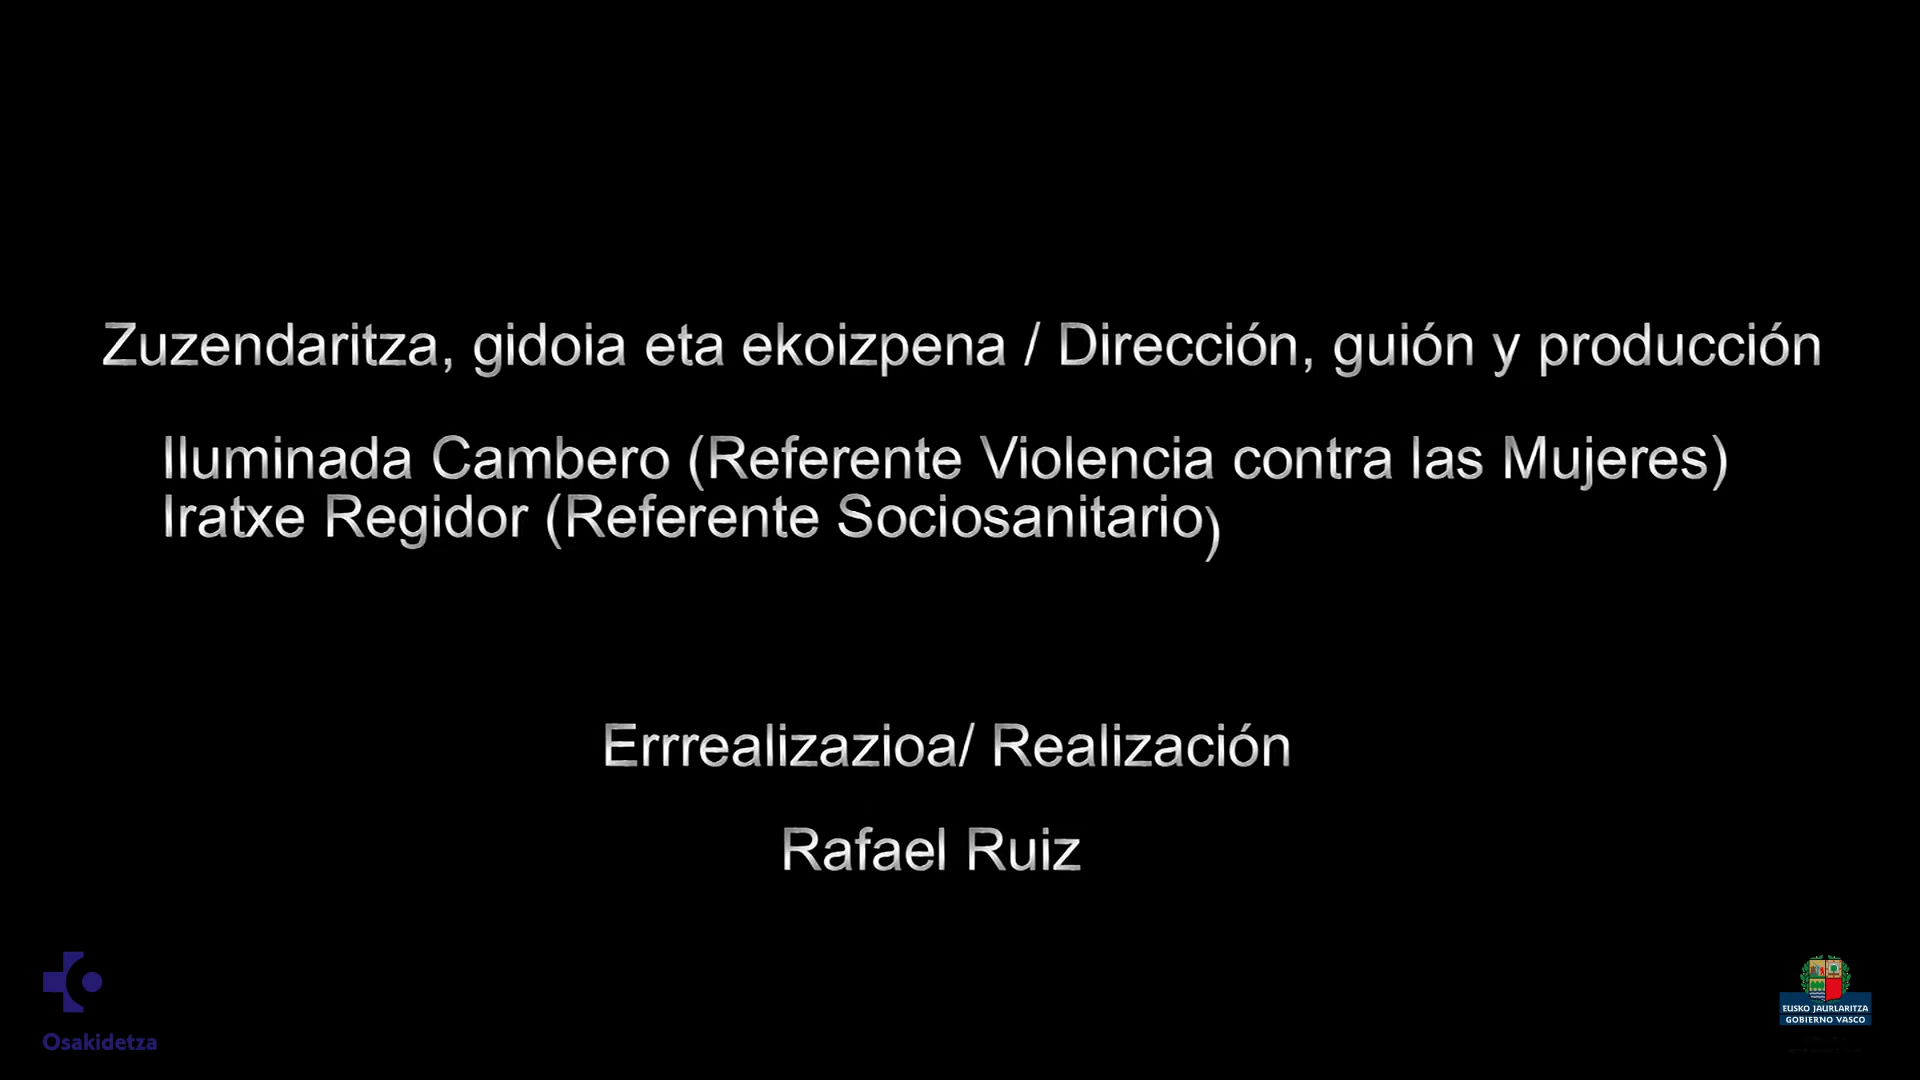 Zuzendaritza, gidoia eta ekoizpena / Dirección, guión y producción
Iluminada Cambero (Referente Violencia contra las Mujeres)
Iratxe Regidor (Referente Sociosanitario)
Errrealizazioa/ Realización
Rafael Ruiz
Osakidetza
EUSKO JAURLARITZA
GOBIERNO VASCO